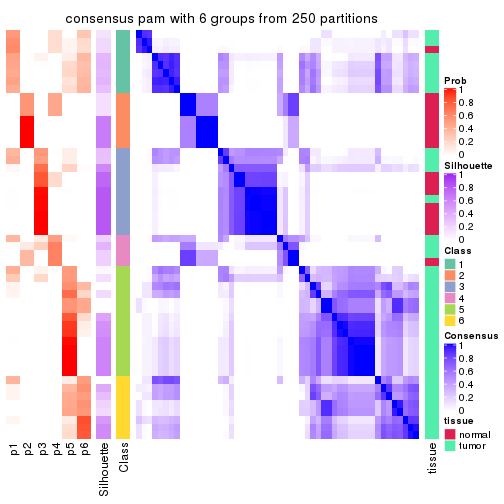 consensus pam with 6 groups from 250 partitions
Prob
1
0.8
0.6
0.4
0.2
0
Silhouette
1
0.8
0.6
0.4
0.2
0
Class
1
2
3
4
5
6
Consensus
1
0.8
0.6
0.4
0.2
0
tissue
normal
tumor
p1
p2
p3
p4
p5
p6
Silhouette
Class
tissue